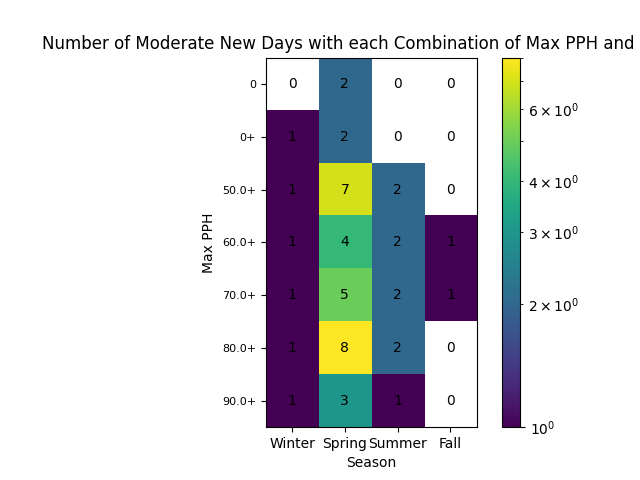 Number of Moderate New Days with each Combination of Max PPH and
0 0 2 0 0
0+ 1 2 0 0
50.0+ 1 7 2 0
60.0+ 1 4 2 1
70.0+ 1 5 2 1
80.0+ 1 8 2 0
90.0+ 1 3 1 0
Winter Spring Summer Fall
Season
Max PPH
6 × 10⁰
4 × 10⁰
3 × 10⁰
2 × 10⁰
10⁰